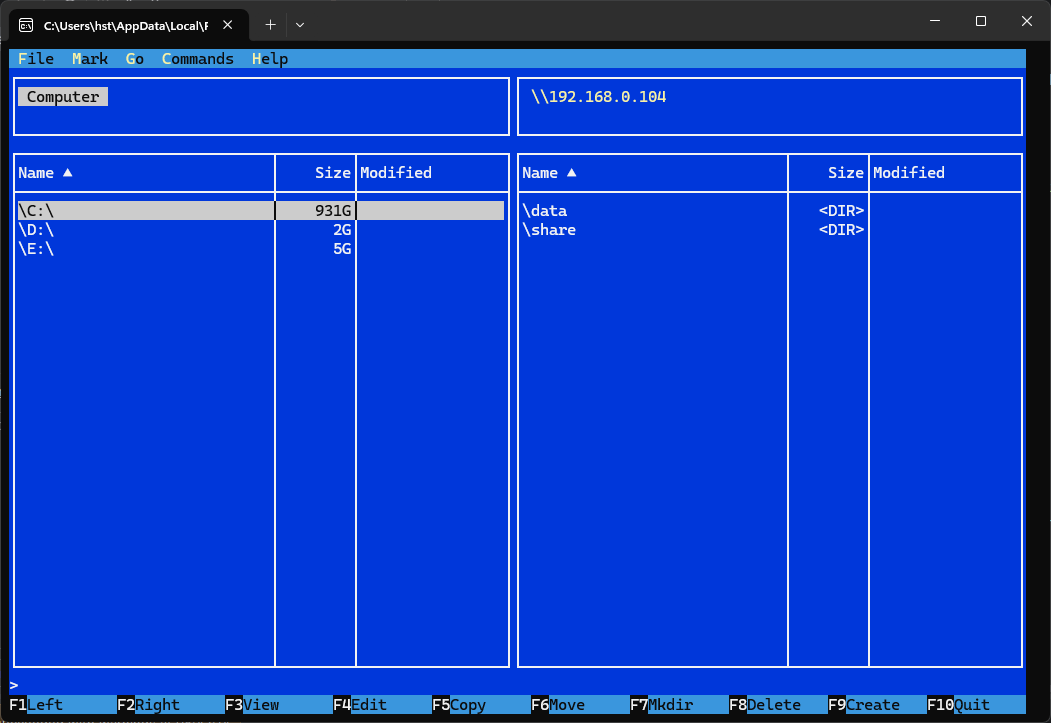 C:\Users\hst\AppData\Local\F
File Mark Go Commands Help
Computer
\\192.168.0.104
Name ▲ Size Modified
\C:\ 931G
\D:\ 2G
\E:\ 5G
Name ▲ Size Modified
\data <DIR>
\share <DIR>
>
F1Left F2Right F3View F4Edit F5Copy F6Move F7Mkdir F8Delete F9Create F10Quit